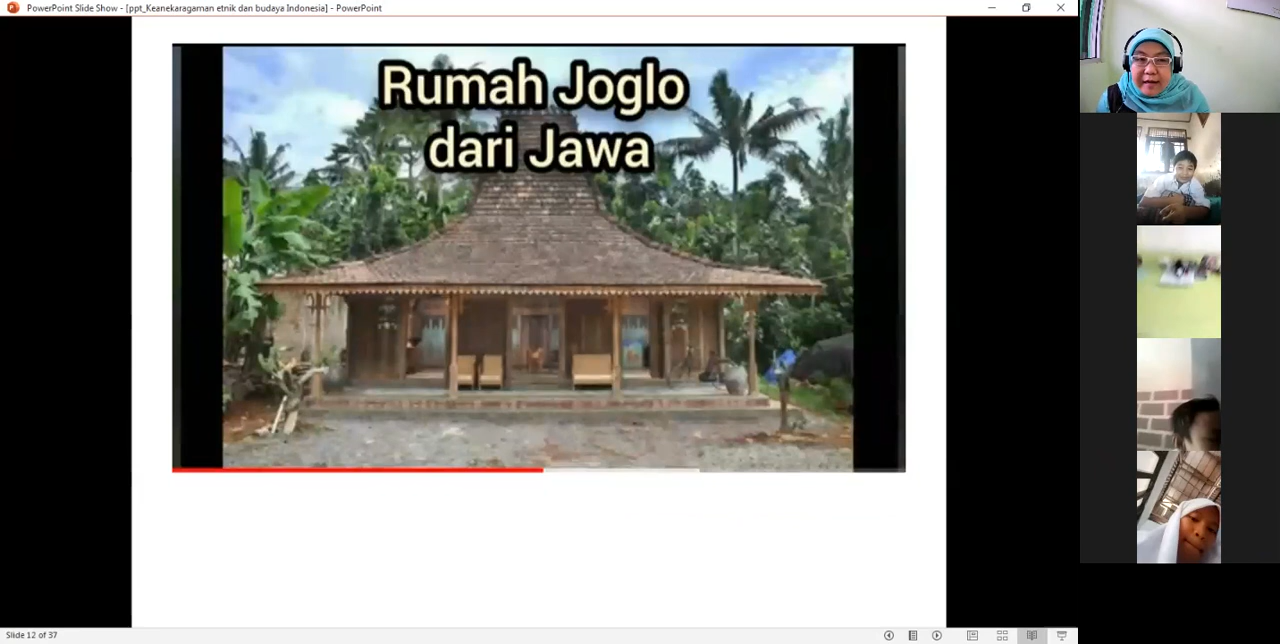 PowerPoint Slide Show - [ppt_Keanekaragaman etnik dan budaya Indonesia] - PowerPoint
Rumah Joglo
dari Jawa
Slide 12 of 37